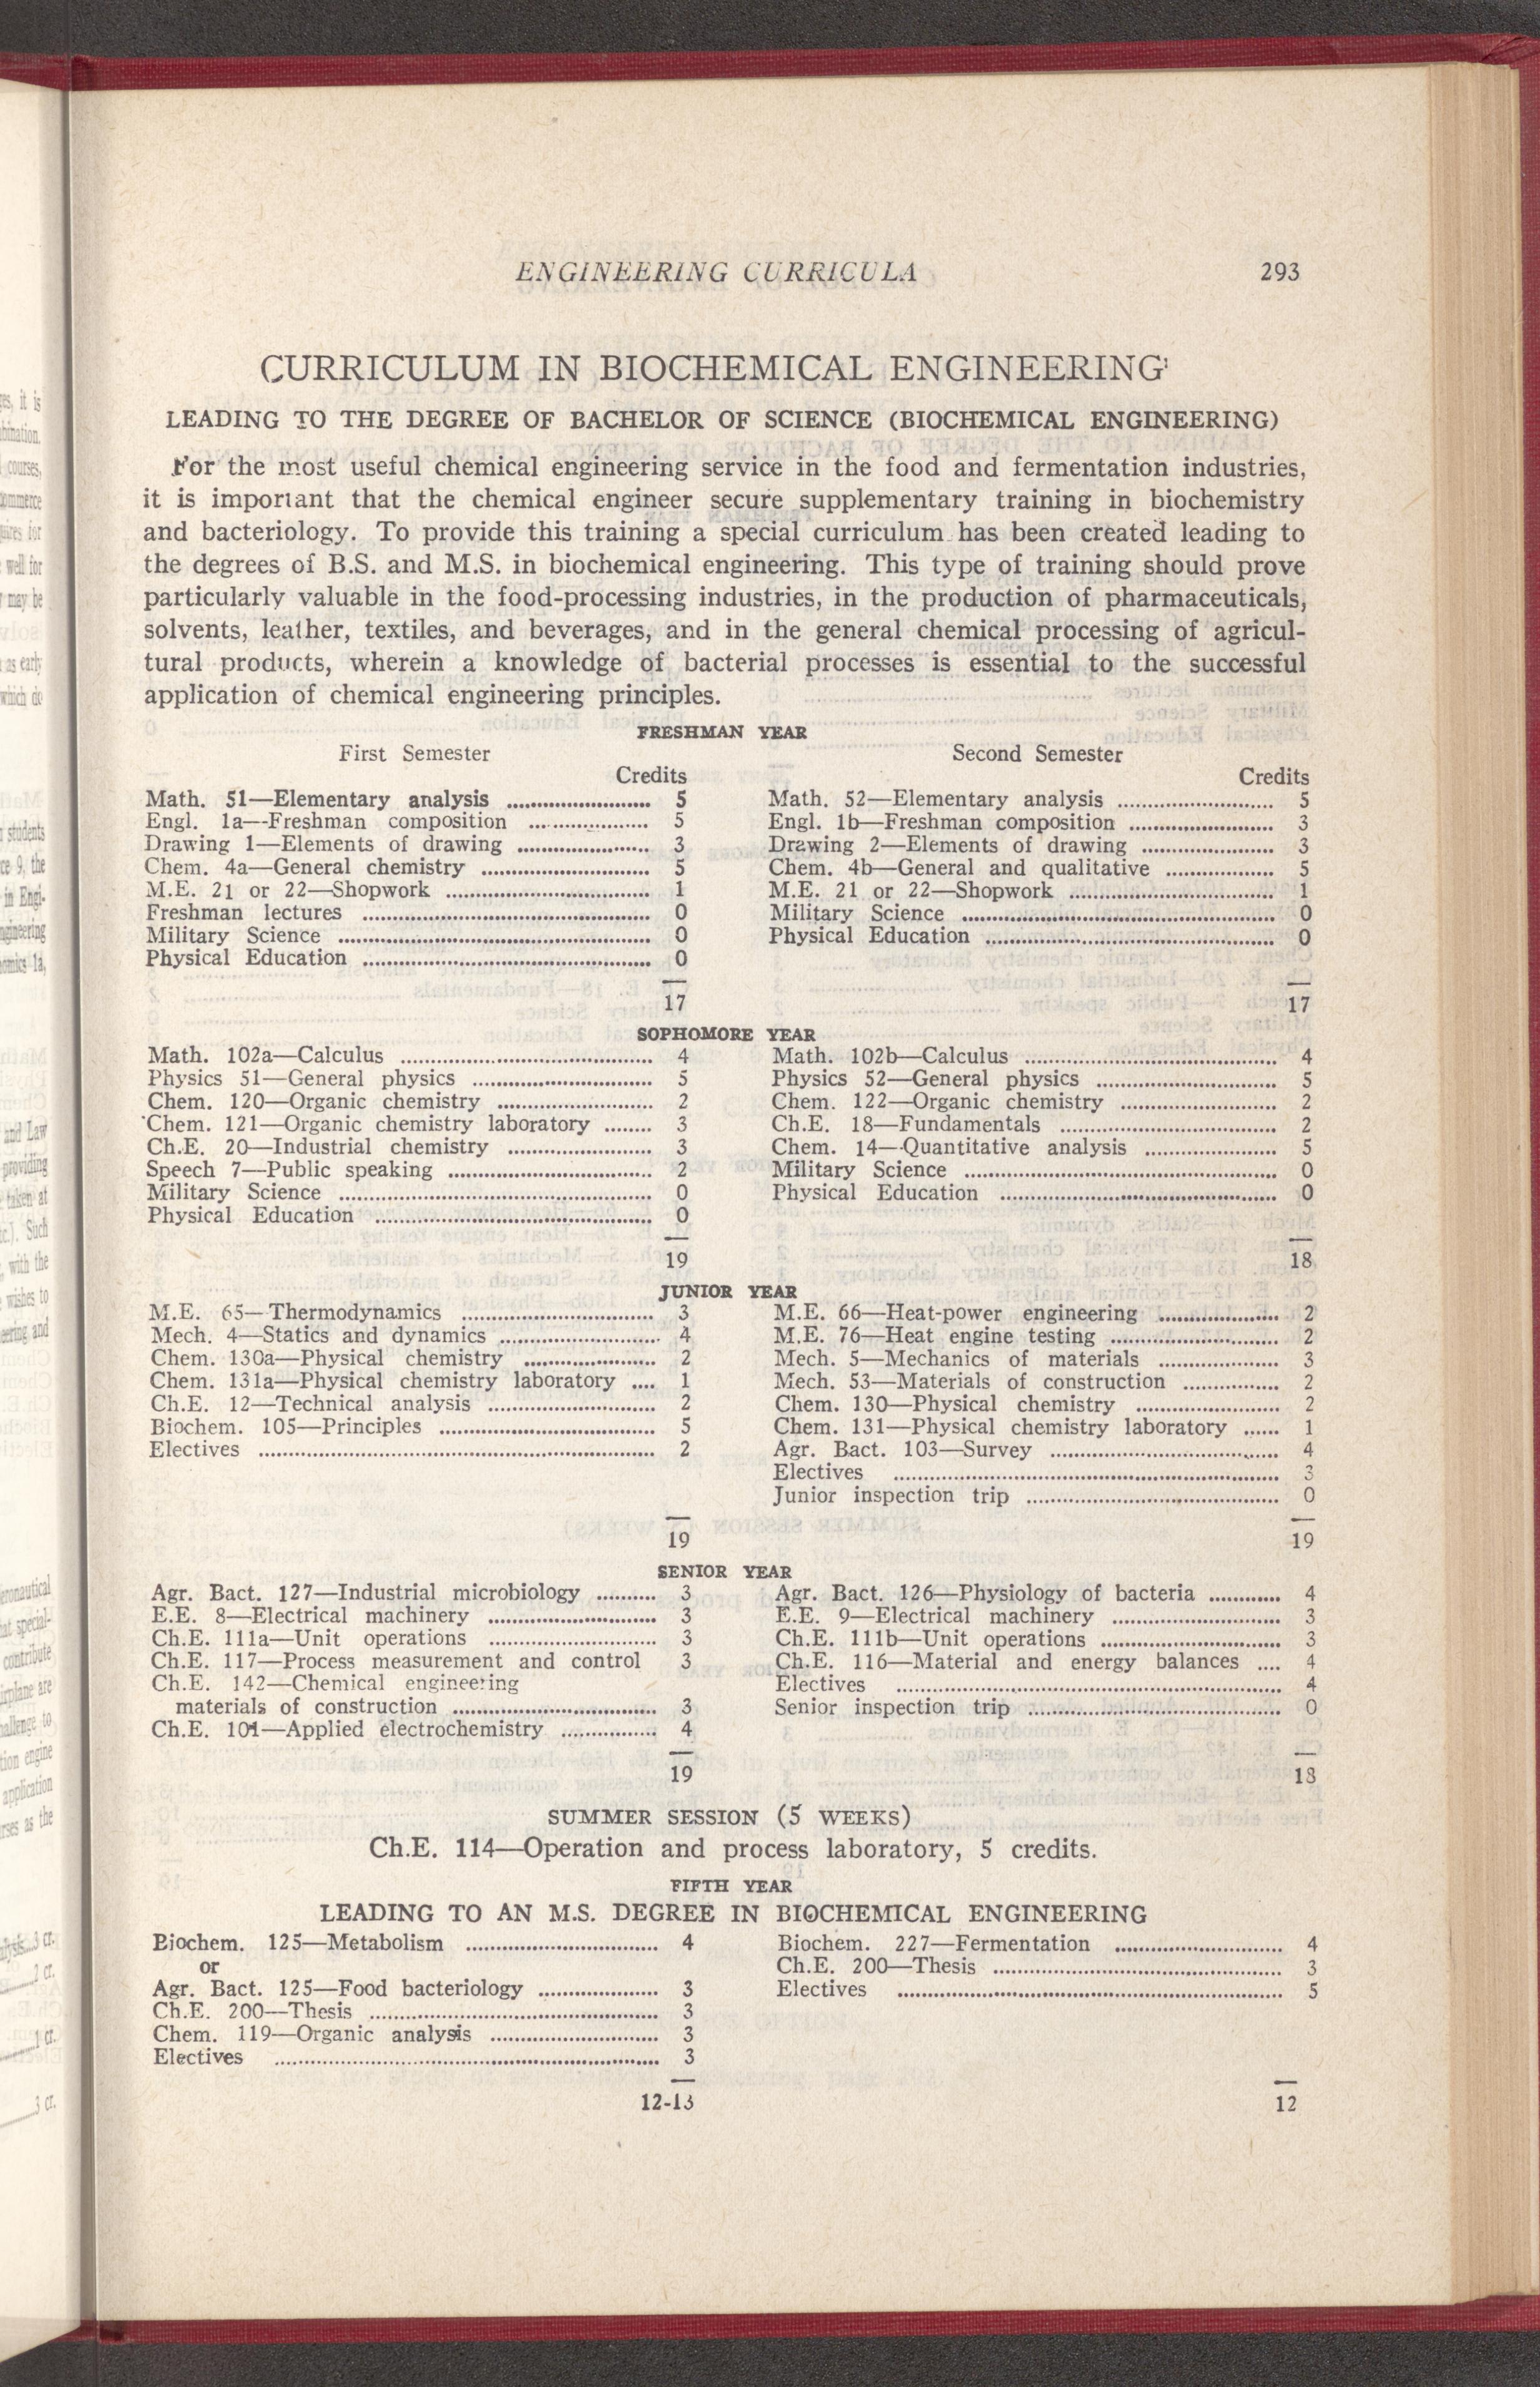 ENGINEERING CURRICULA 293
CURRICULUM IN BIOCHEMICAL ENGINEERING
LEADING TO THE DEGREE OF BACHELOR OF SCIENCE (BIOCHEMICAL ENGINEERING)
For the most useful chemical engineering service in the food and fermentation industries,
it is important that the chemical engineer secure supplementary training in biochemistry
and bacteriology. To provide this training a special curriculum has been created leading to
the degrees of B.S. and M.S. in biochemical engineering. This type of training should prove
particularly valuable in the food-processing industries, in the production of pharmaceuticals,
solvents, leather, textiles, and beverages, and in the general chemical processing of agricul-
tural products, wherein a knowledge of bacterial processes is essential to the successful
application of chemical engineering principles.
FRESHMAN YEAR
First Semester
Credits
Math. 51—Elementary analysis ........ 5
Engl. 1a—Freshman composition ........ 5
Drawing 1—Elements of drawing ........ 3
Chem. 4a—General chemistry ........ 5
M.E. 21 or 22—Shopwork ........ 1
Freshman lectures ........ 0
Military Science ........ 0
Physical Education ........ 0
17
Second Semester
Credits
Math. 52—Elementary analysis ........ 5
Engl. 1b—Freshman composition ........ 3
Drawing 2—Elements of drawing ........ 3
Chem. 4b—General and qualitative ........ 5
M.E. 21 or 22—Shopwork ........ 1
Military Science ........ 0
Physical Education ........ 0
17
SOPHOMORE YEAR
Math. 102a—Calculus ........ 4
Physics 51—General physics ........ 5
Chem. 120—Organic chemistry ........ 2
Chem. 121—Organic chemistry laboratory ........ 3
Ch.E. 20—Industrial chemistry ........ 3
Speech 7—Public speaking ........ 2
Military Science ........ 0
Physical Education ........ 0
19
Math. 102b—Calculus ........ 4
Physics 52—General physics ........ 5
Chem. 122—Organic chemistry ........ 2
Ch.E. 18—Fundamentals ........ 2
Chem. 14—Quantitative analysis ........ 5
Military Science ........ 0
Physical Education ........ 0
18
JUNIOR YEAR
M.E. 65—Thermodynamics ........ 3
Mech. 4—Statics and dynamics ........ 4
Chem. 130a—Physical chemistry ........ 2
Chem. 131a—Physical chemistry laboratory .... 1
Ch.E. 12—Technical analysis ........ 2
Biochem. 105—Principles ........ 5
Electives ........ 2
19
M.E. 66—Heat-power engineering ........ 2
M.E. 76—Heat engine testing ........ 2
Mech. 5—Mechanics of materials ........ 3
Mech. 53—Materials of construction ........ 2
Chem. 130—Physical chemistry ........ 2
Chem. 131—Physical chemistry laboratory ...... 1
Agr. Bact. 103—Survey ........ 4
Electives ........ 3
Junior inspection trip ........ 0
19
SENIOR YEAR
Agr. Bact. 127—Industrial microbiology ........ 3
E.E. 8—Electrical machinery ........ 3
Ch.E. 111a—Unit operations ........ 3
Ch.E. 117—Process measurement and control 3
Ch.E. 142—Chemical engineering
materials of construction ........ 3
Ch.E. 101—Applied electrochemistry ........ 4
19
Agr. Bact. 126—Physiology of bacteria ........ 4
E.E. 9—Electrical machinery ........ 3
Ch.E. 111b—Unit operations ........ 3
Ch.E. 116—Material and energy balances .... 4
Electives ........ 4
Senior inspection trip ........ 0
18
SUMMER SESSION (5 WEEKS)
Ch.E. 114—Operation and process laboratory, 5 credits.
FIFTH YEAR
LEADING TO AN M.S. DEGREE IN BIOCHEMICAL ENGINEERING
Biochem. 125—Metabolism ........ 4
or
Agr. Bact. 125—Food bacteriology ........ 3
Ch.E. 200—Thesis ........ 3
Chem. 119—Organic analysis ........ 3
Electives ........ 3
12-13
Biochem. 227—Fermentation ........ 4
Ch.E. 200—Thesis ........ 3
Electives ........ 5
12